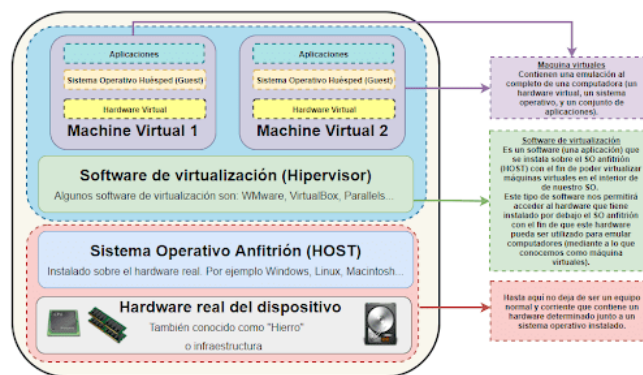 Aplicaciones
Sistema Operativo Huésped (Guest)
Hardware Virtual
Machine Virtual 1
Aplicaciones
Sistema Operativo Huésped (Guest)
Hardware Virtual
Machine Virtual 2
Software de virtualización (Hipervisor)
Algunos software de virtualización son: WMware, VirtualBox, Parallels...
Sistema Operativo Anfitrión (HOST)
Instalado sobre el hardware real. Por ejemplo Windows, Linux, Macintosh...
Hardware real del dispositivo
También conocido como "Hierro"
o infraestructura
Maquina virtuales
Contienen una emulación al
completo de una computadora (un
hardware virtual, un sistema
operativo, y un conjunto de
aplicaciones).
Software de virtualización
Es un software (una aplicación) que
se instala sobre el SO anfitrión
(HOST) con el fin de poder virtualizar
máquinas virtuales en el interior de
de nuestro SO.
Este tipo de software nos permitirá
acceder al hardware que tiene
instalado por debajo el SO anfitrión
con el fin de que este hardware
pueda ser utilizado para emular
computadores (mediante a lo que
conocemos como máquina
virtuales).
Hasta aquí no deja de ser un equipo
normal y corriente que contiene un
hardware determinado junto a un
sistema operativo instalado.